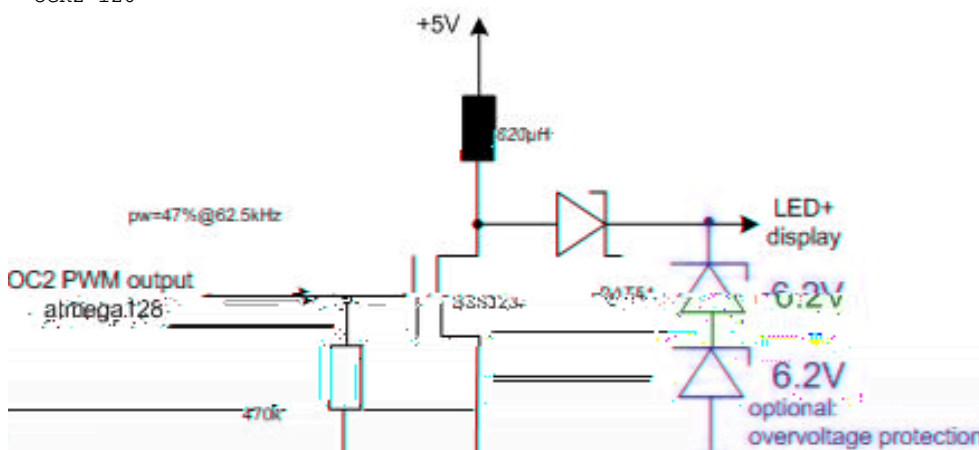 +5V
820µH
pw=47%@62.5kHz
LED+
display
OC2 PWM output
atmega128
6.2V
470k
6.2V
optional:
overvoltage protection